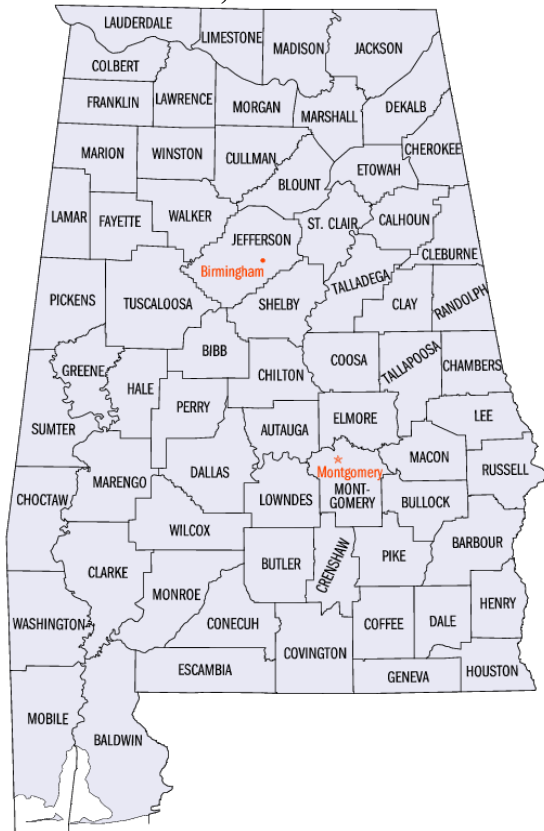 LAUDERDALE
LIMESTONE
MADISON
JACKSON
COLBERT
FRANKLIN
LAWRENCE
MORGAN
MARSHALL
DEKALB
CHEROKEE
MARION
WINSTON
CULLMAN
ETOWAH
BLOUNT
LAMAR
FAYETTE
WALKER
JEFFERSON
ST. CLAIR
CALHOUN
CLEBURNE
Birmingham
TALLADEGA
PICKENS
TUSCALOOSA
SHELBY
CLAY
RANDOLPH
BIBB
GREENE
HALE
CHILTON
COOSA
TALLAPOOSA
CHAMBERS
PERRY
SUMTER
AUTAUGA
ELMORE
LEE
MACON
RUSSELL
Montgomery
MONT-
GOMERY
DALLAS
MARENGO
LOWNDES
BULLOCK
CHOCTAW
WILCOX
BARBOUR
CLARKE
BUTLER
CRENSHAW
PIKE
MONROE
HENRY
WASHINGTON
CONECUH
COFFEE
DALE
COVINGTON
ESCAMBIA
GENEVA
HOUSTON
MOBILE
BALDWIN